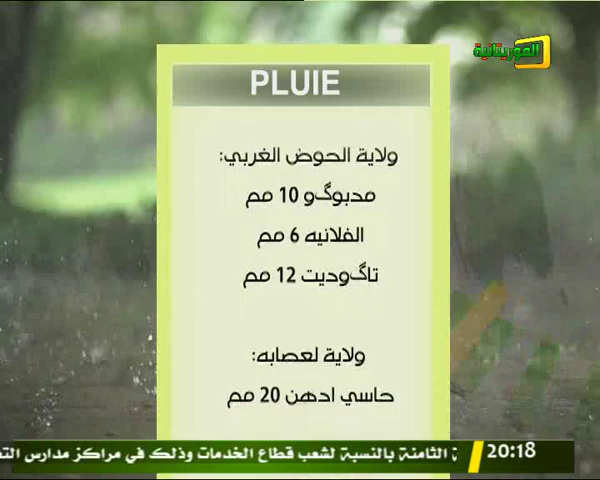 الموريتانية
PLUIE
ولاية الحوض الغربي:
مدبوگو 10 مم
الفلانيه 6 مم
تاگوديت 12 مم
ولاية لعصابه:
حاسي ادهن 20 مم
الثامنة بالنسبة لشعب قطاع الخدمات وذلك في مراكز مدارس
20:18